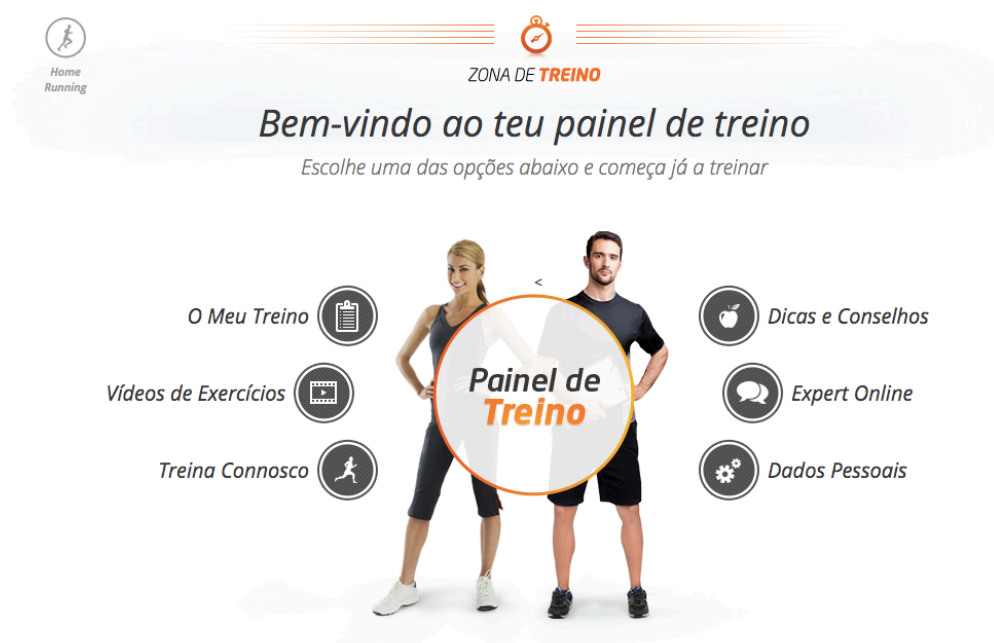 Home
Running
ZONA DE TREINO
Bem-vindo ao teu painel de treino
Escolhe uma das opções abaixo e começa já a treinar
<
O Meu Treino
Vídeos de Exercícios
Treina Connosco
Painel de
Treino
Dicas e Conselhos
Expert Online
Dados Pessoais